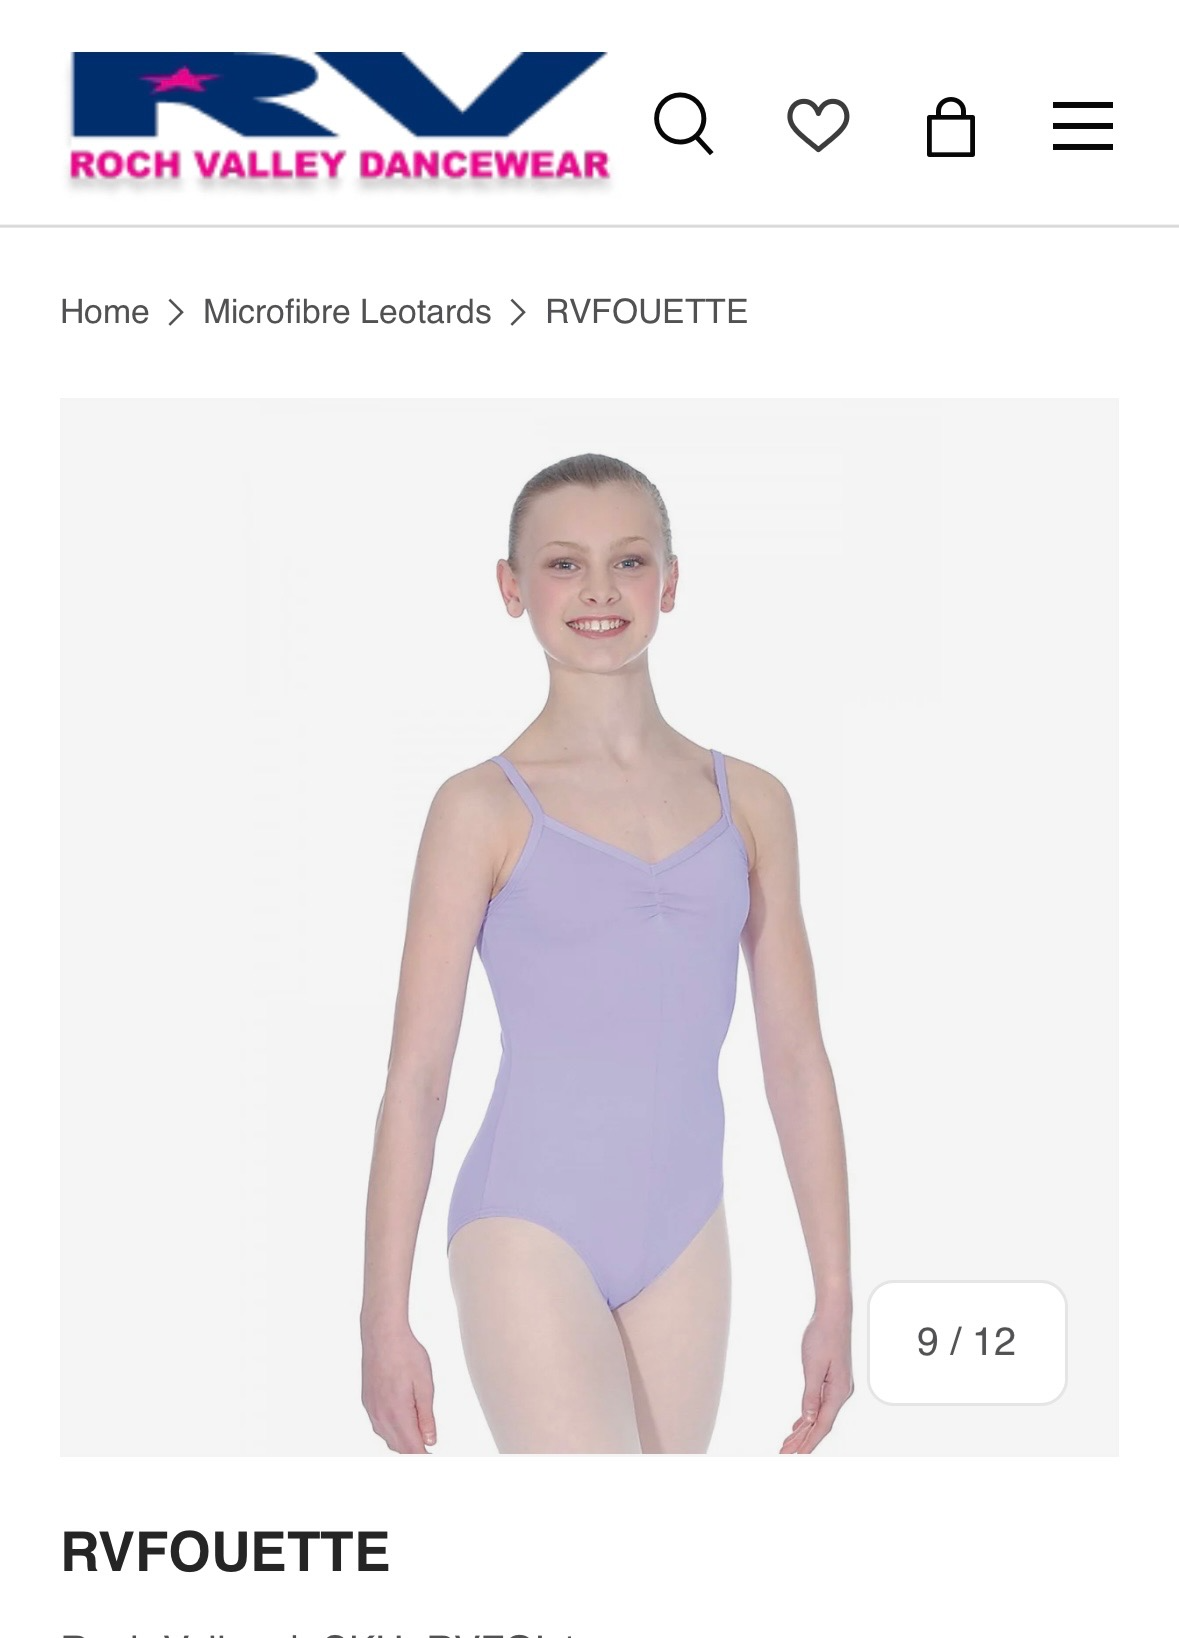 RV
ROCH VALLEY DANCEWEAR
Home > Microfibre Leotards > RVFOUETTE
9 / 12
RVFOUETTE